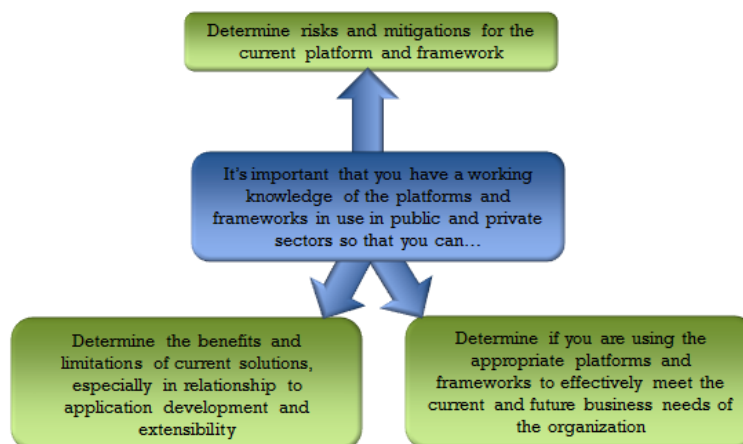 Determine risks and mitigations for the
current platform and framework
It's important that you have a working
knowledge of the platforms and
frameworks in use in public and private
sectors so that you can...
Determine the benefits and
limitations of current solutions,
especially in relationship to
application development and
extensibility
Determine if you are using the
appropriate platforms and
frameworks to effectively meet the
current and future business needs of
the organization